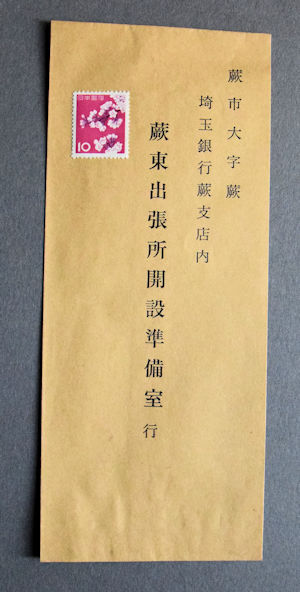 蕨市大字蕨
埼玉銀行蕨支店内
蕨東出張所開設準備室行
日本郵便
10